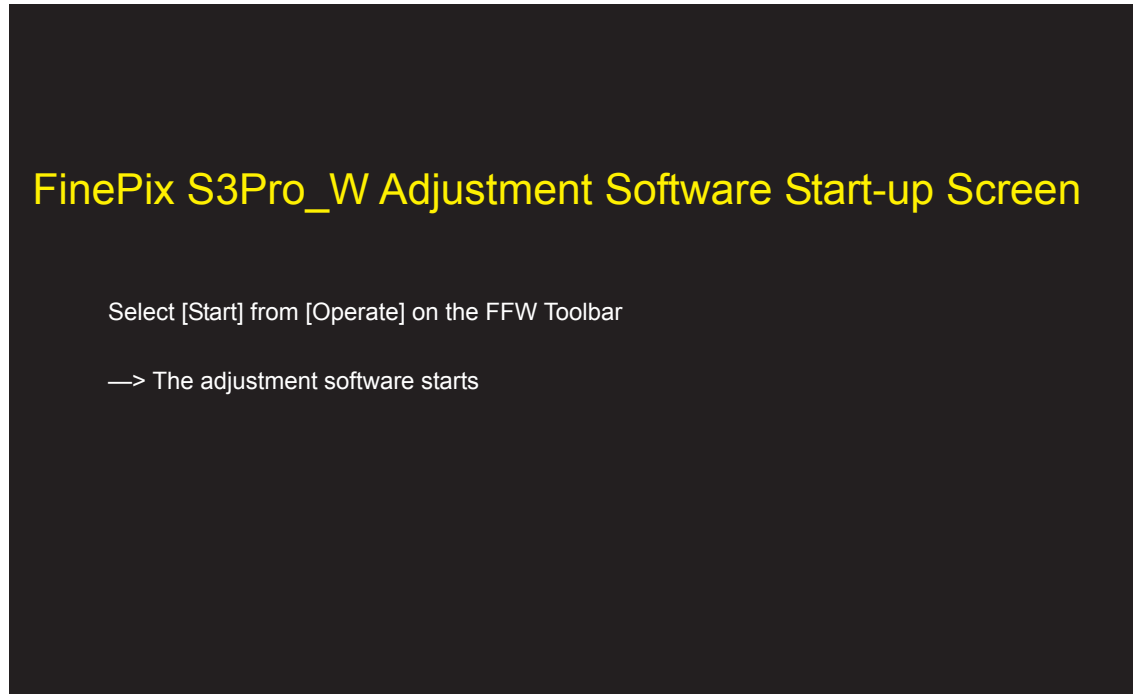 FinePix S3Pro_W Adjustment Software Start-up Screen
Select [Start] from [Operate] on the FFW Toolbar
—> The adjustment software starts